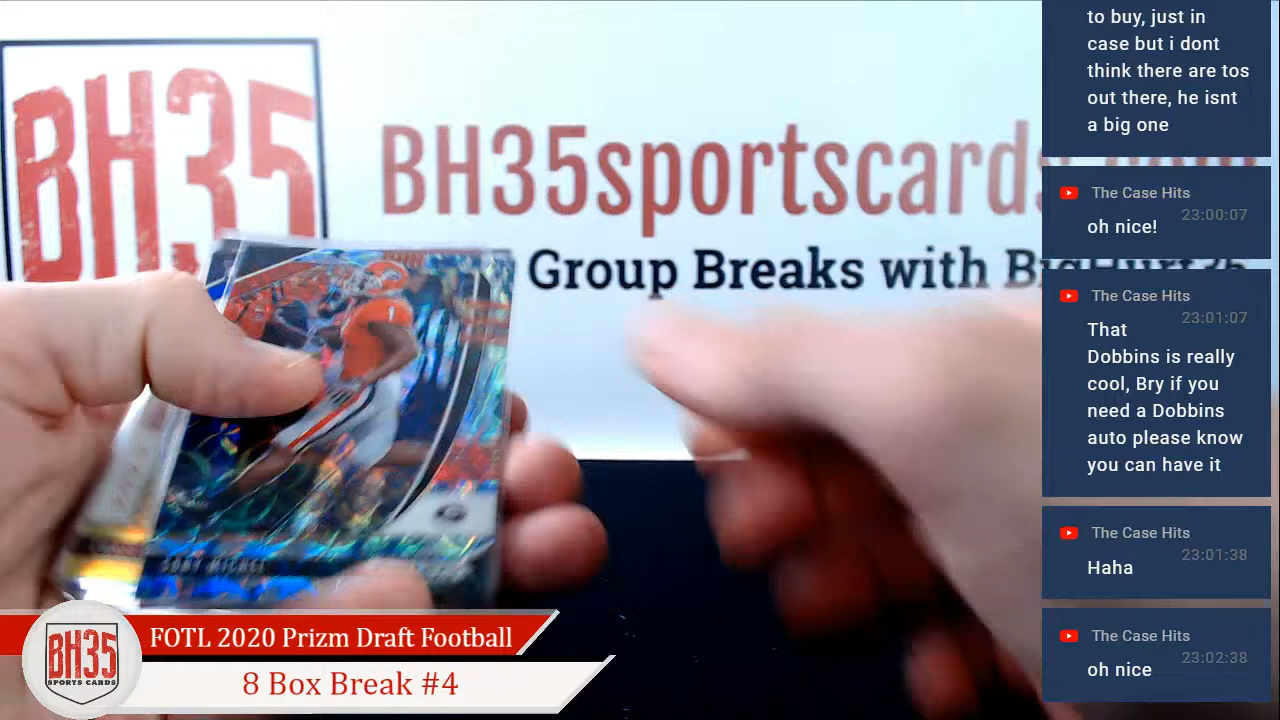 BH35
BH35sportscards
Group Breaks with
SONY MICHEL
FOTL 2020 Prizm Draft Football
8 Box Break #4
BH35
SPORTS CARDS
to buy, just in
case but i dont
think there are tos
out there, he isnt
a big one
The Case Hits
23:00:07
oh nice!
The Case Hits
23:01:07
That
Dobbins is really
cool, Bry if you
need a Dobbins
auto please know
you can have it
The Case Hits
23:01:38
Haha
The Case Hits
23:02:38
oh nice